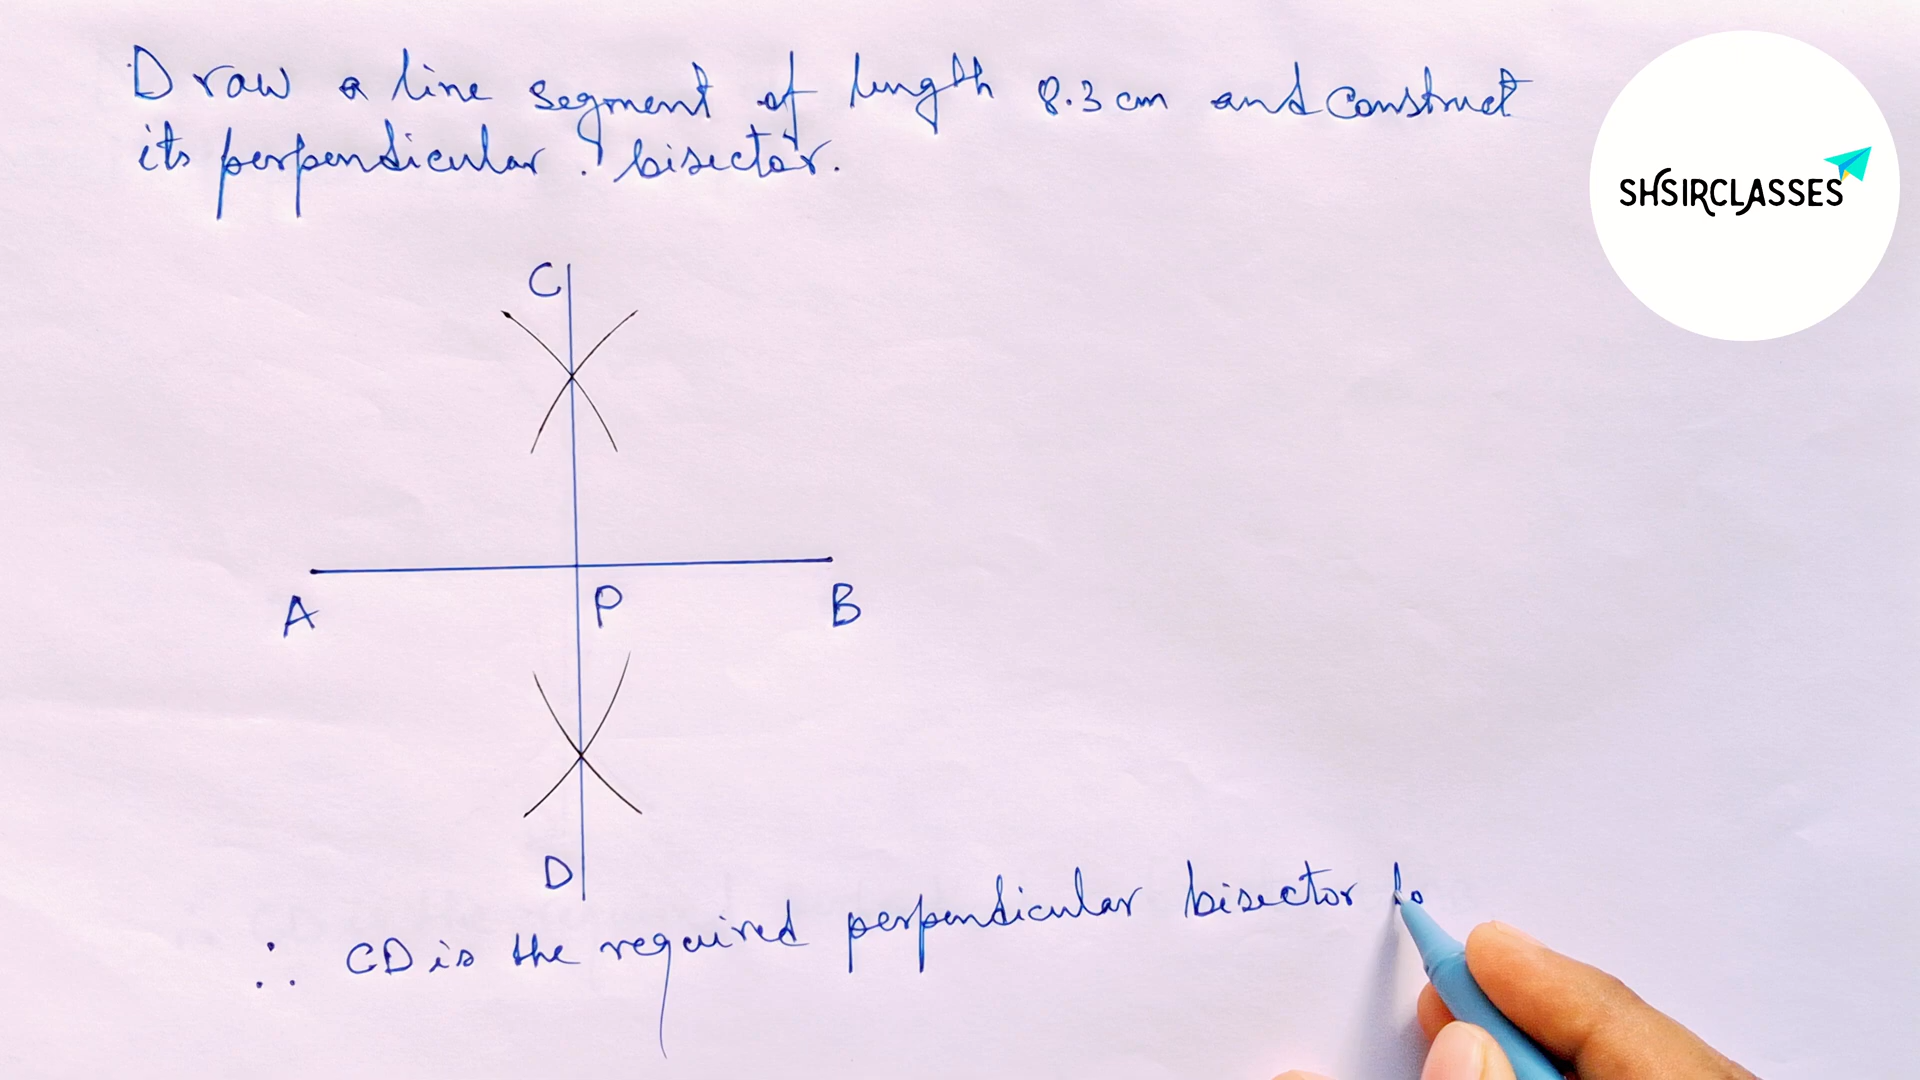 Draw a line segment of length 8.3 cm and construct
its perpendicular. bisector.
SHSIRCLASSES
C
A
P
B
D
∴ CD is the required perpendicular bisector to